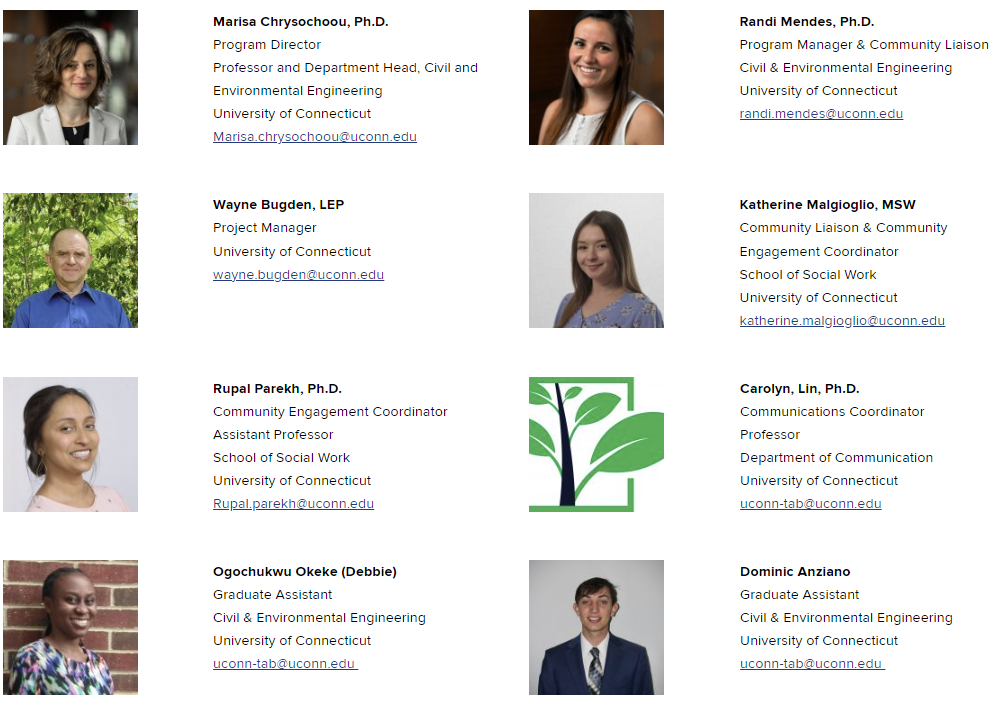 Marisa Chrysochoou, Ph.D.
Program Director
Professor and Department Head, Civil and
Environmental Engineering
University of Connecticut
Marisa.chrysochoou@uconn.edu
Randi Mendes, Ph.D.
Program Manager & Community Liaison
Civil & Environmental Engineering
University of Connecticut
randi.mendes@uconn.edu
Wayne Bugden, LEP
Project Manager
University of Connecticut
wayne.bugden@uconn.edu
Katherine Malgioglio, MSW
Community Liaison & Community
Engagement Coordinator
School of Social Work
University of Connecticut
katherine.malgioglio@uconn.edu
Rupal Parekh, Ph.D.
Community Engagement Coordinator
Assistant Professor
School of Social Work
University of Connecticut
Rupal.parekh@uconn.edu
Carolyn, Lin, Ph.D.
Communications Coordinator
Professor
Department of Communication
University of Connecticut
uconn-tab@uconn.edu
Ogochukwu Okeke (Debbie)
Graduate Assistant
Civil & Environmental Engineering
University of Connecticut
uconn-tab@uconn.edu
Dominic Anziano
Graduate Assistant
Civil & Environmental Engineering
University of Connecticut
uconn-tab@uconn.edu